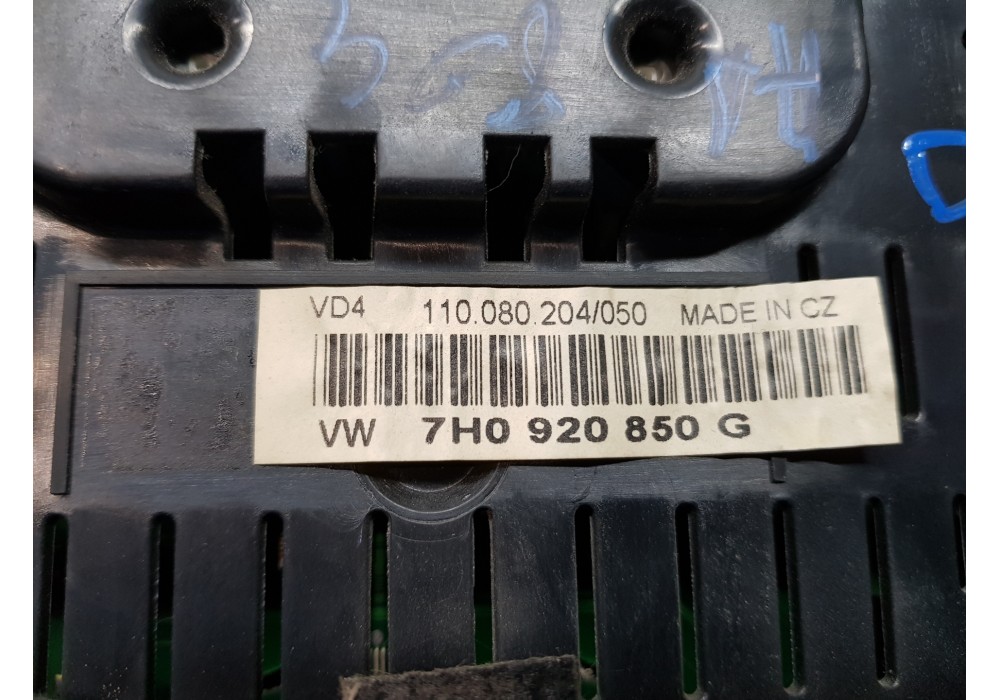 VD4 110.080.204/050 MADE IN CZ
VW 7H0 920 850 G